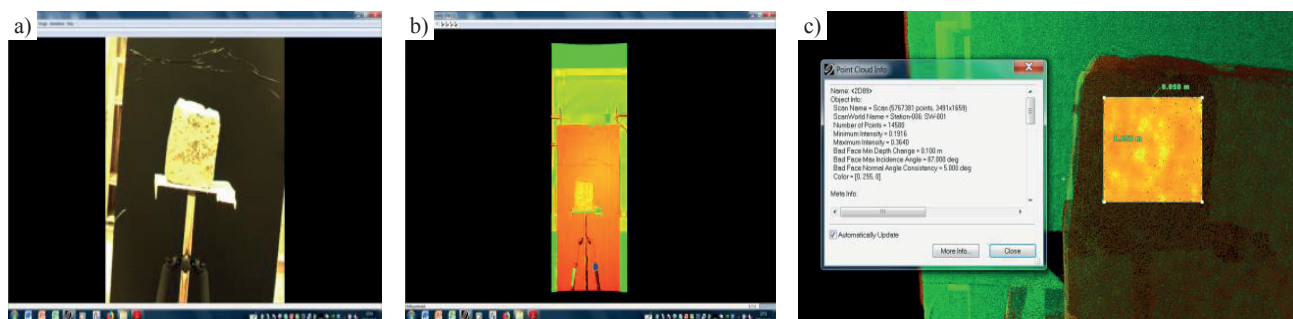 a)
b)
c)
Point Cloud Info
Name: <2D89>
Object Info:
Scan Name = Scan (5767381 points, 3491x1659)
ScanWorld Name = Station-006: SW-001
Number of Points = 14580
Minimum Intensity = 0.1916
Maximum Intensity = 0.3640
Bad Face Min Depth Change = 0.100 m
Bad Face Max Incidence Angle = 87.000 deg
Bad Face Normal Angle Consistency = 5.000 deg
Color = [0, 255, 0]
Meta Info:
Automatically Update
More Info...
Close
0.050 m